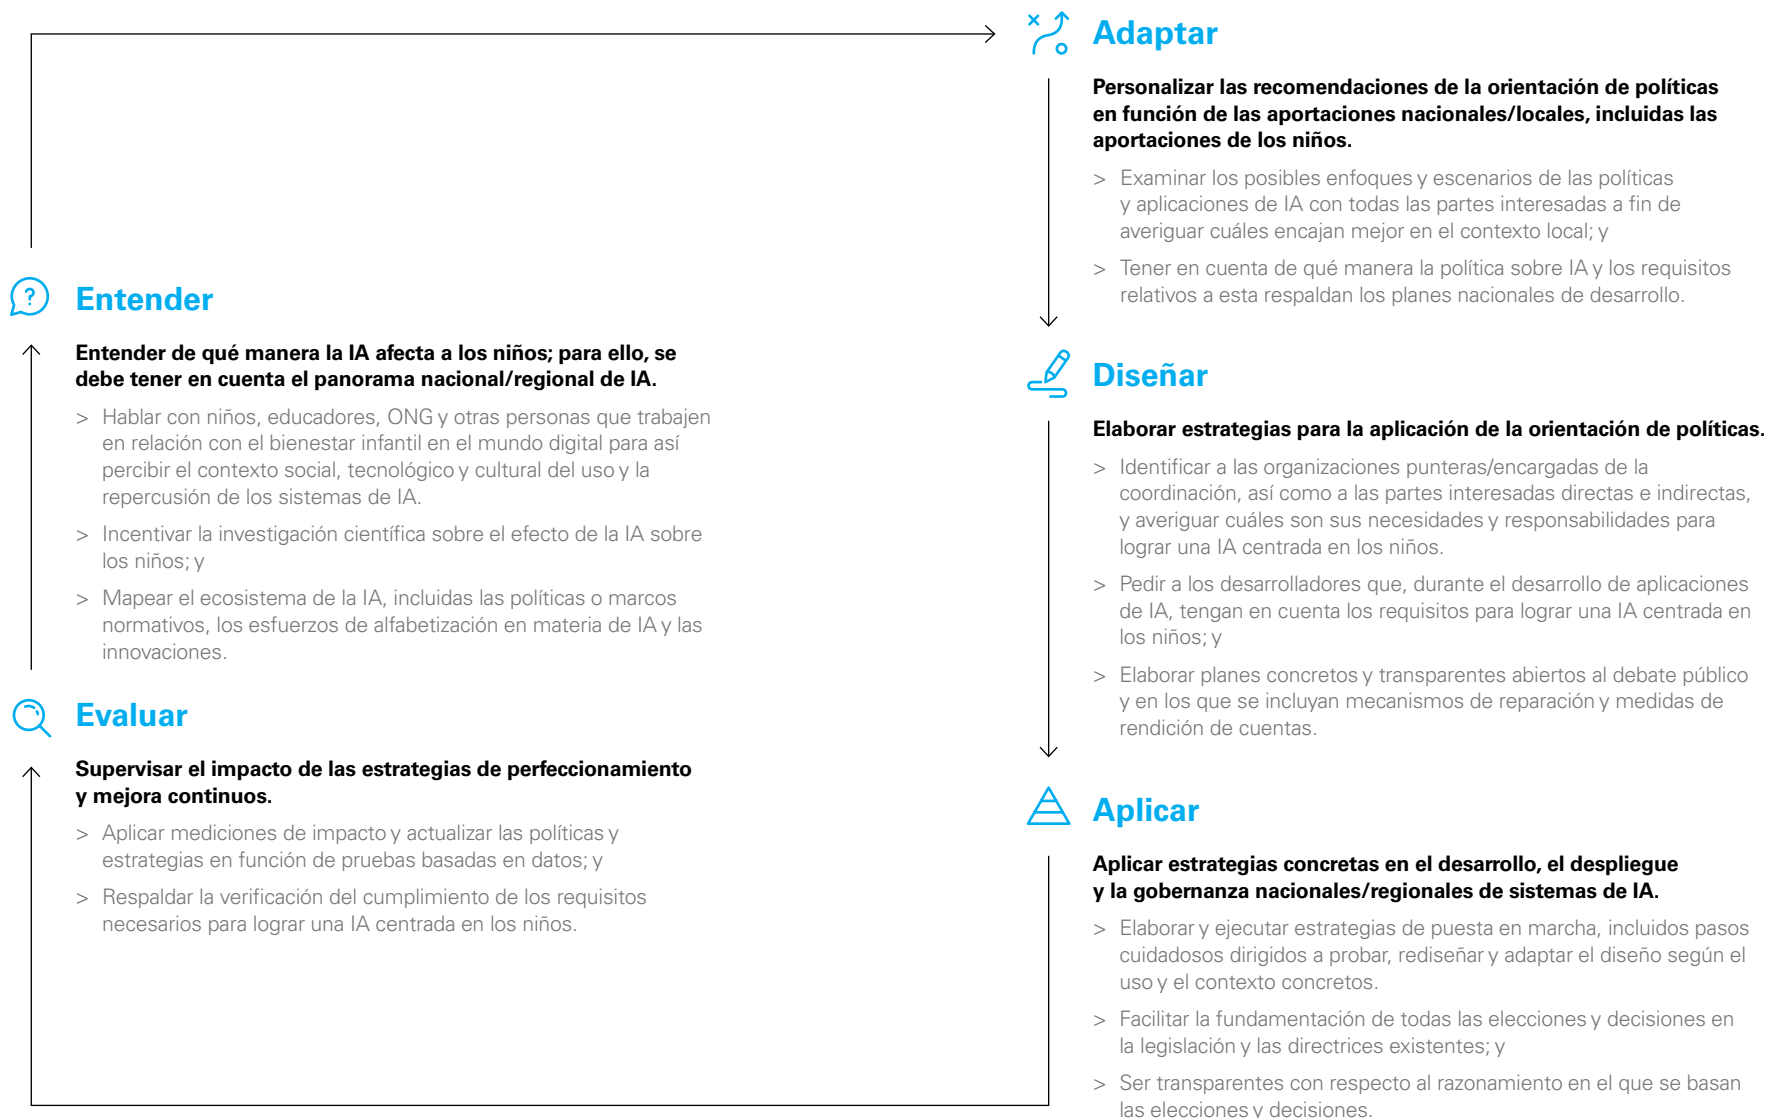 Adaptar
Personalizar las recomendaciones de la orientación de políticas
en función de las aportaciones nacionales/locales, incluidas las
aportaciones de los niños.
> Examinar los posibles enfoques y escenarios de las políticas
y aplicaciones de IA con todas las partes interesadas a fin de
averiguar cuáles encajan mejor en el contexto local; y
> Tener en cuenta de qué manera la política sobre IA y los requisitos
relativos a esta respaldan los planes nacionales de desarrollo.
Entender
Entender de qué manera la IA afecta a los niños; para ello, se
debe tener en cuenta el panorama nacional/regional de IA.
> Hablar con niños, educadores, ONG y otras personas que trabajen
en relación con el bienestar infantil en el mundo digital para así
percibir el contexto social, tecnológico y cultural del uso y la
repercusión de los sistemas de IA.
> Incentivar la investigación científica sobre el efecto de la IA sobre
los niños; y
> Mapear el ecosistema de la IA, incluidas las políticas o marcos
normativos, los esfuerzos de alfabetización en materia de IA y las
innovaciones.
Diseñar
Elaborar estrategias para la aplicación de la orientación de políticas.
> Identificar a las organizaciones punteras/encargadas de la
coordinación, así como a las partes interesadas directas e indirectas,
y averiguar cuáles son sus necesidades y responsabilidades para
lograr una IA centrada en los niños.
> Pedir a los desarrolladores que, durante el desarrollo de aplicaciones
de IA, tengan en cuenta los requisitos para lograr una IA centrada en
los niños; y
> Elaborar planes concretos y transparentes abiertos al debate público
y en los que se incluyan mecanismos de reparación y medidas de
rendición de cuentas.
Evaluar
Supervisar el impacto de las estrategias de perfeccionamiento
y mejora continuos.
> Aplicar mediciones de impacto y actualizar las políticas y
estrategias en función de pruebas basadas en datos; y
> Respaldar la verificación del cumplimiento de los requisitos
necesarios para lograr una IA centrada en los niños.
Aplicar
Aplicar estrategias concretas en el desarrollo, el despliegue
y la gobernanza nacionales/regionales de sistemas de IA.
> Elaborar y ejecutar estrategias de puesta en marcha, incluidos pasos
cuidadosos dirigidos a probar, rediseñar y adaptar el diseño según el
uso y el contexto concretos.
> Facilitar la fundamentación de todas las elecciones y decisiones en
la legislación y las directrices existentes; y
> Ser transparentes con respecto al razonamiento en el que se basan
las elecciones y decisiones.